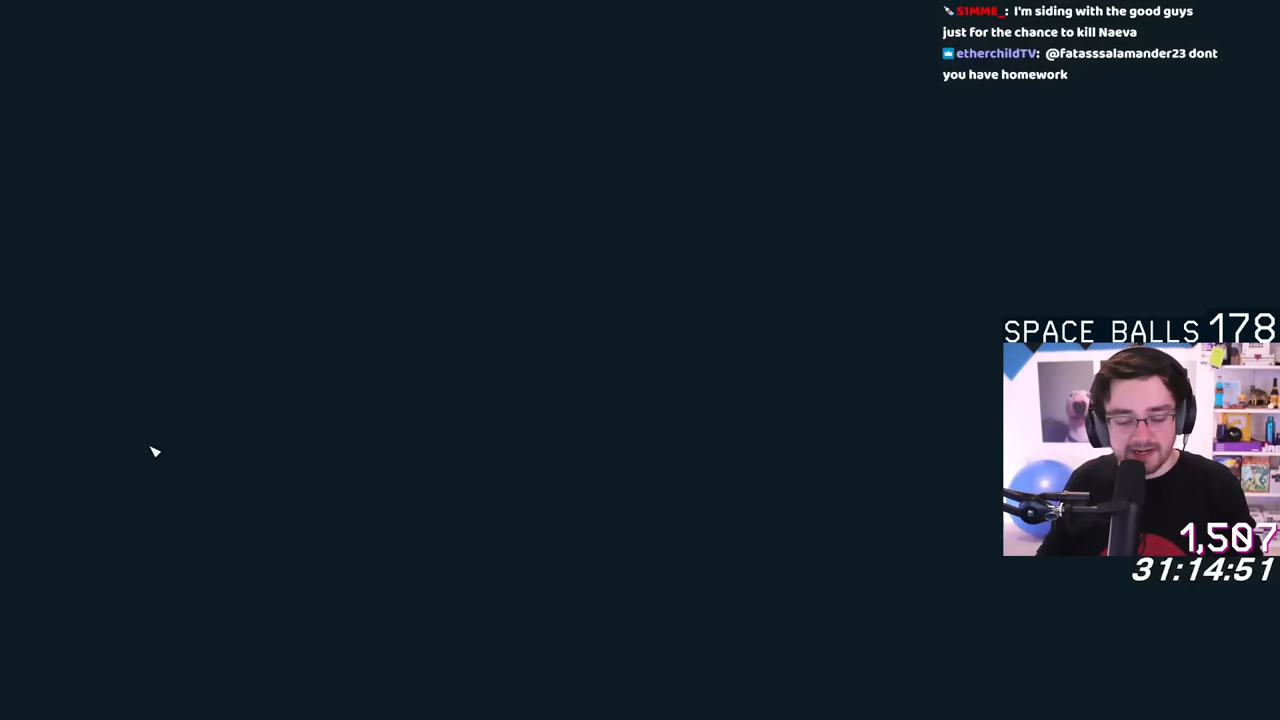 S1MME_: I'm siding with the good guys
just for the chance to kill Naeva
etherchildTV: @fatasssalamander23 dont
you have homework
SPACE BALLS 178
1,507
31:14:51